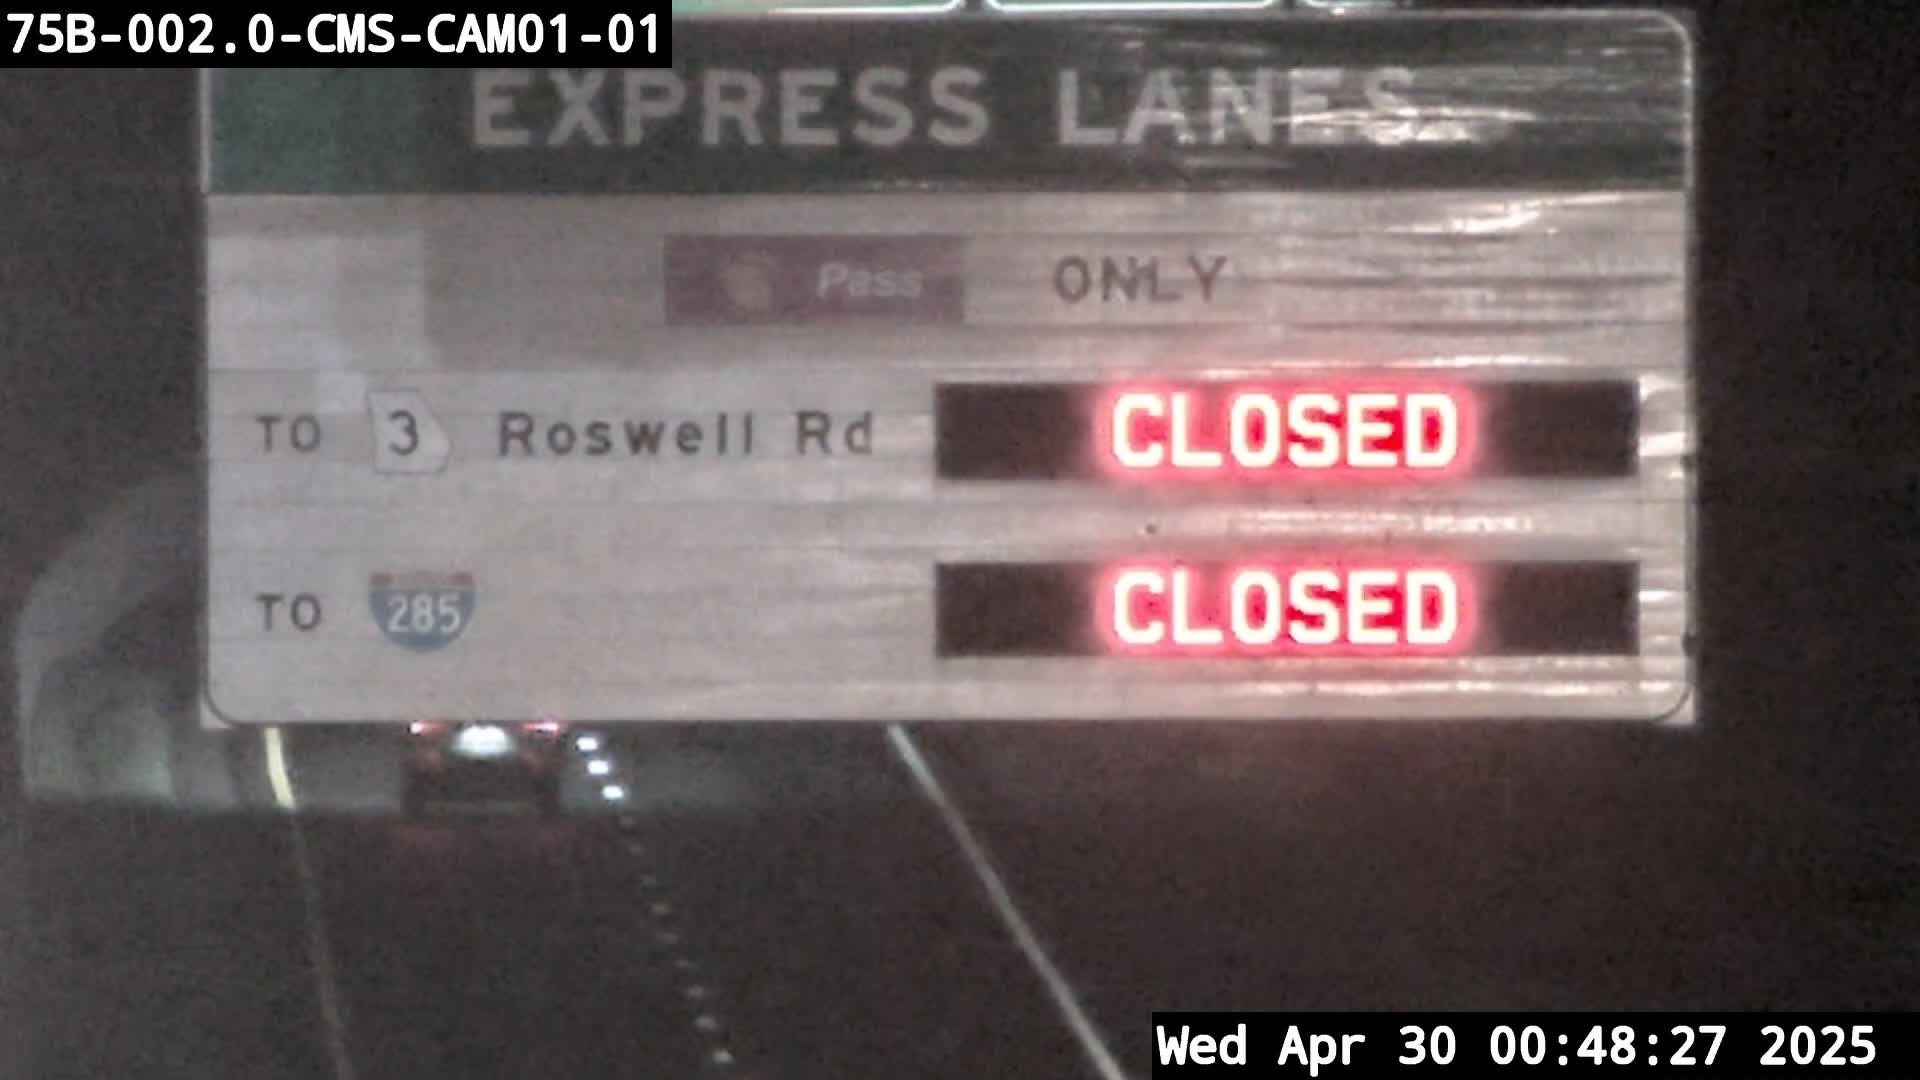 75B-002.0-CMS-CAM01-01
EXPRESS LANES
Pass ONLY
TO 3 Roswell Rd CLOSED
TO 285 CLOSED
Wed Apr 30 00:48:27 2025